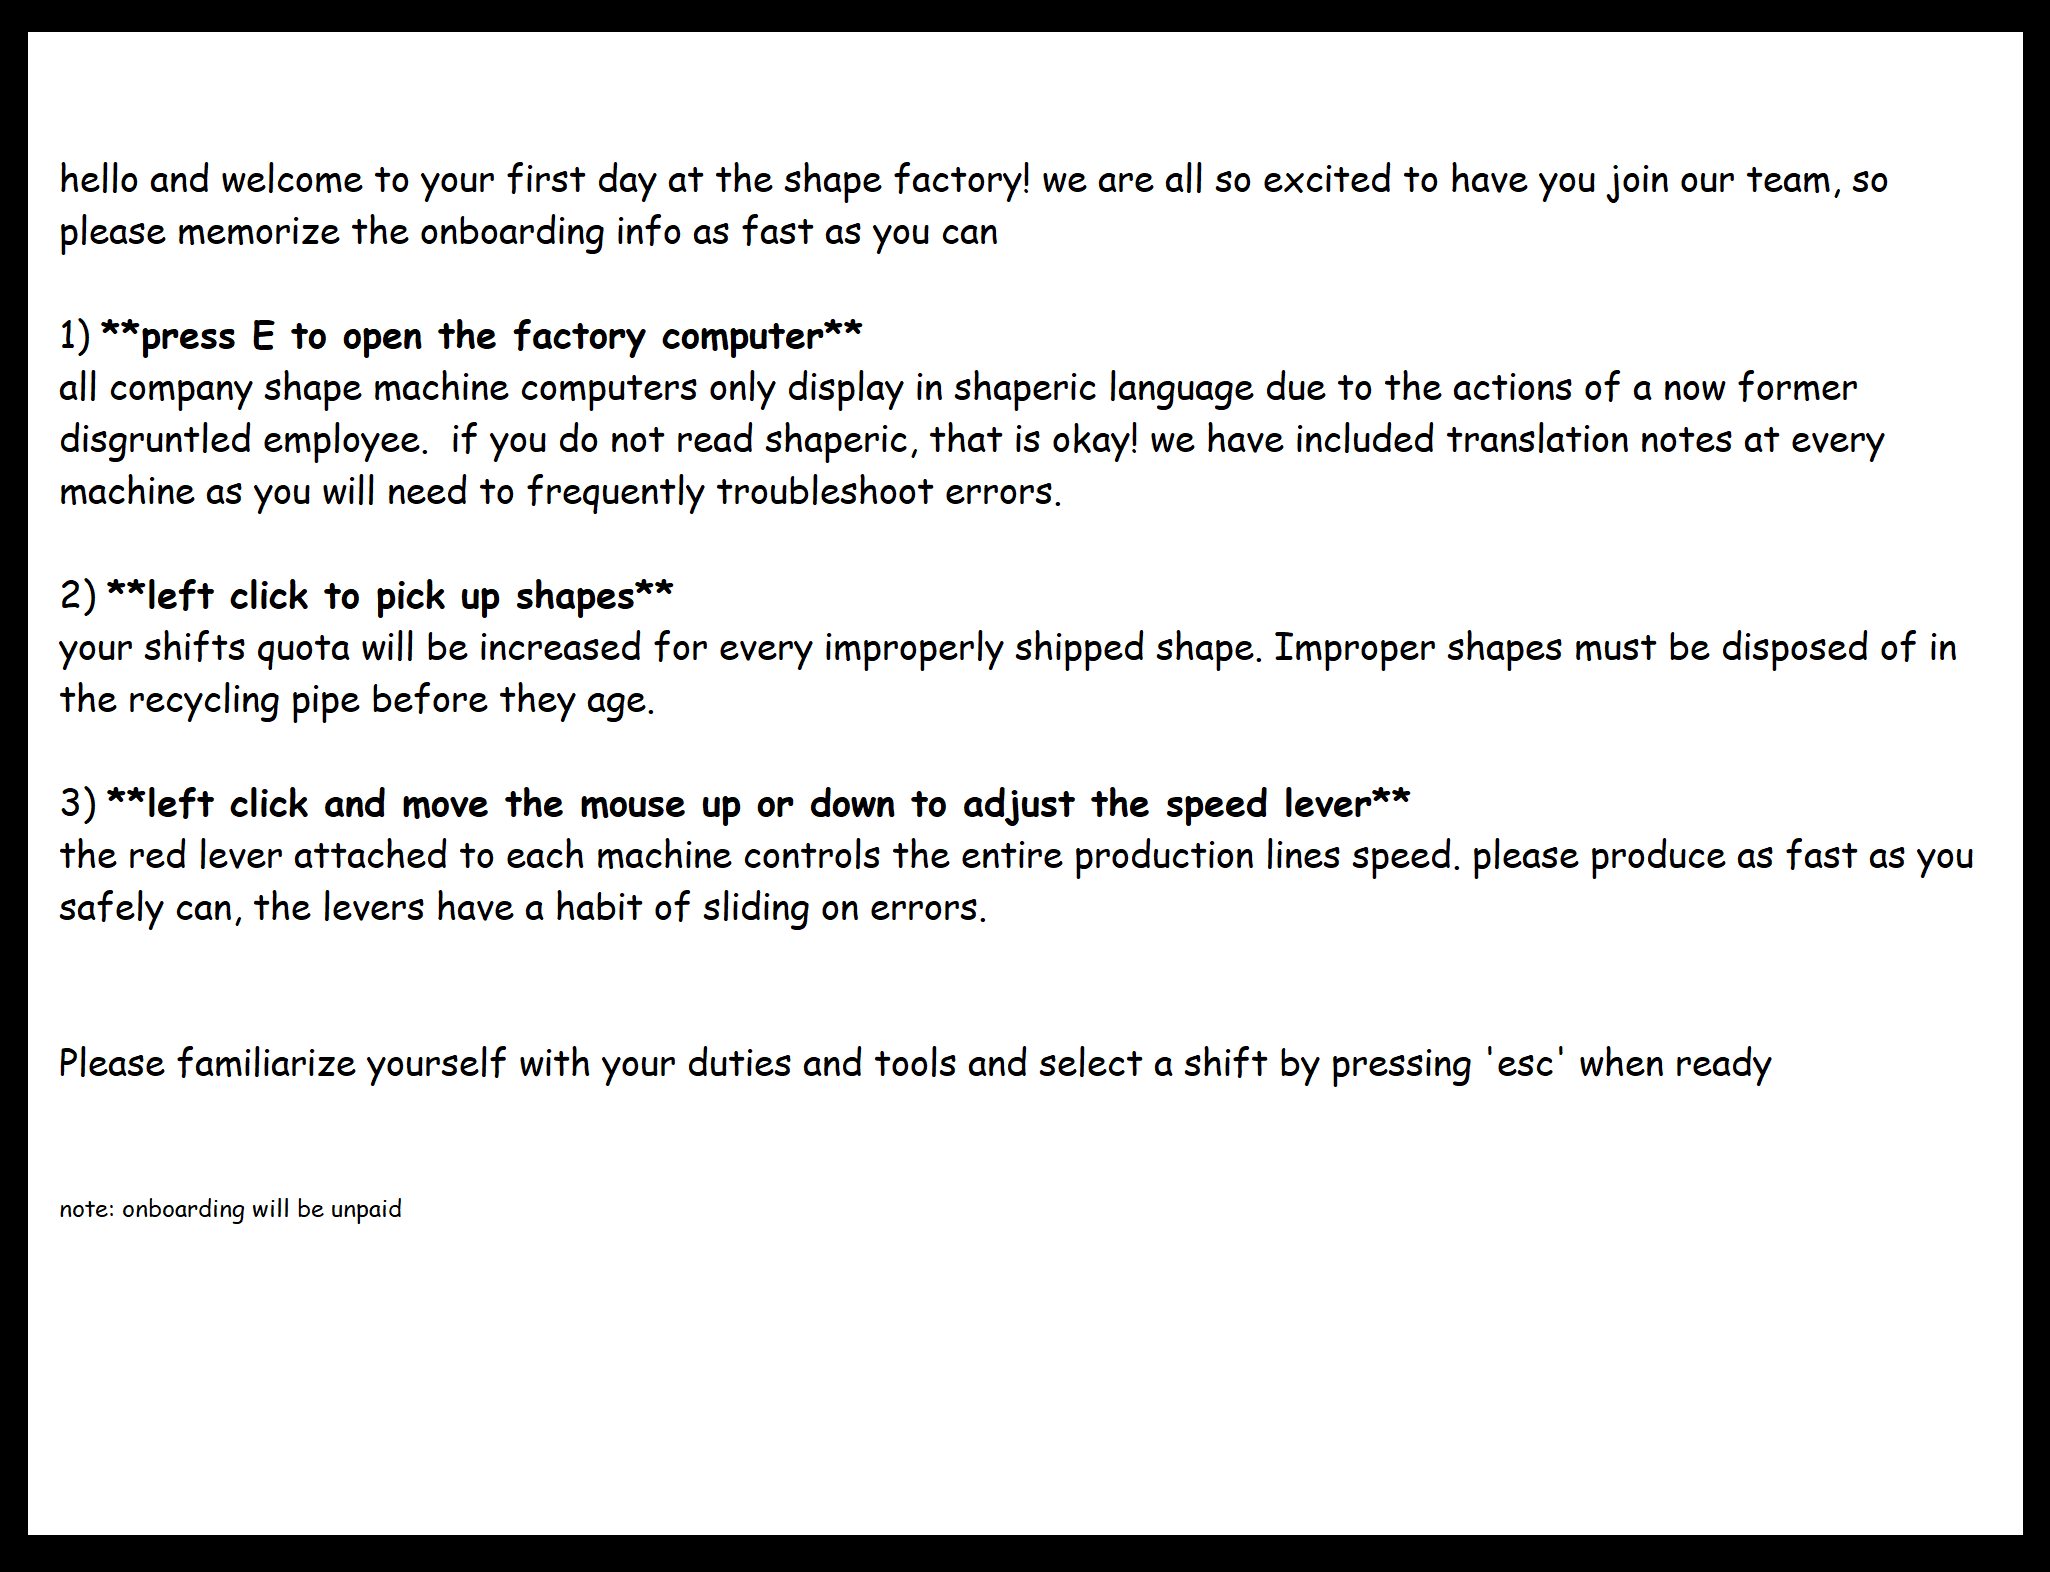 hello and welcome to your first day at the shape factory! we are all so excited to have you join our team, so
please memorize the onboarding info as fast as you can
1) **press E to open the factory computer**
all company shape machine computers only display in shaperic language due to the actions of a now former
disgruntled employee.  if you do not read shaperic, that is okay! we have included translation notes at every
machine as you will need to frequently troubleshoot errors.
2) **left click to pick up shapes**
your shifts quota will be increased for every improperly shipped shape. Improper shapes must be disposed of in
the recycling pipe before they age.
3) **left click and move the mouse up or down to adjust the speed lever**
the red lever attached to each machine controls the entire production lines speed. please produce as fast as you
safely can, the levers have a habit of sliding on errors.
Please familiarize yourself with your duties and tools and select a shift by pressing 'esc' when ready
note: onboarding will be unpaid